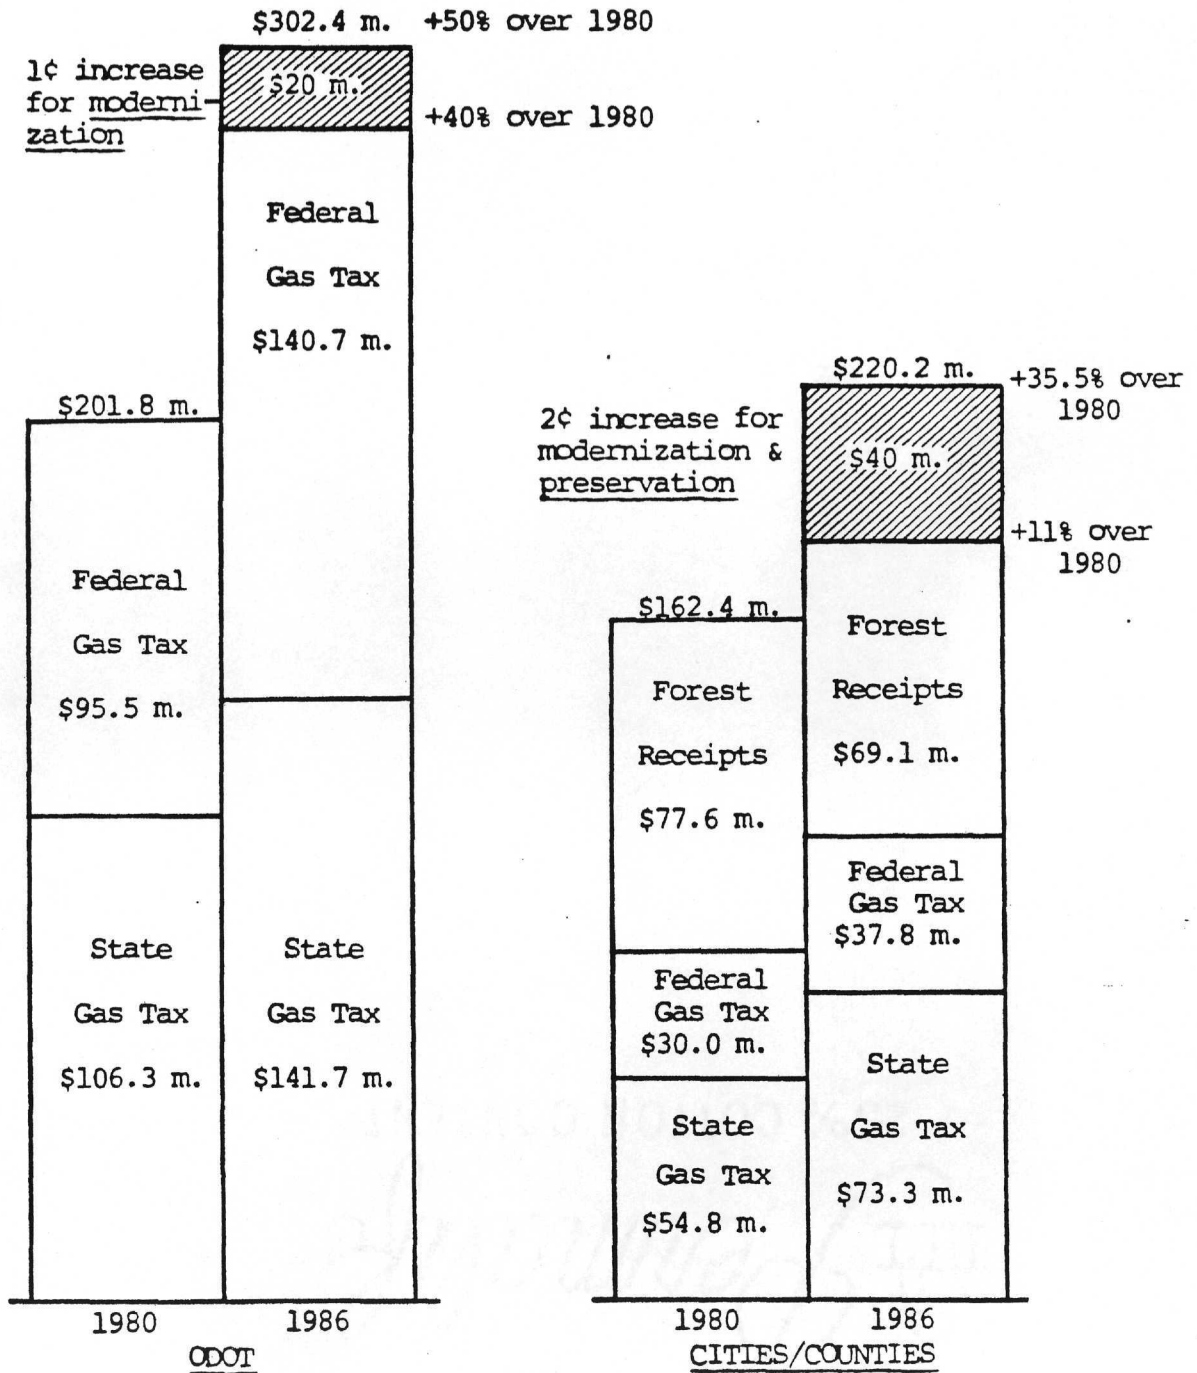 $302.4 m. +50% over 1980
1¢ increase
for moderni-
zation
$20 m.
+40% over 1980
Federal
Gas Tax
$140.7 m.
$201.8 m.
Federal
Gas Tax
$95.5 m.
State
Gas Tax
$106.3 m.
State
Gas Tax
$141.7 m.
1980
1986
ODOT
$220.2 m.
+35.5% over
1980
2¢ increase for
modernization &
preservation
$40 m.
+11% over
1980
$162.4 m.
Forest
Receipts
$77.6 m.
Federal
Gas Tax
$30.0 m.
State
Gas Tax
$54.8 m.
Forest
Receipts
$69.1 m.
Federal
Gas Tax
$37.8 m.
State
Gas Tax
$73.3 m.
1980
1986
CITIES/COUNTIES